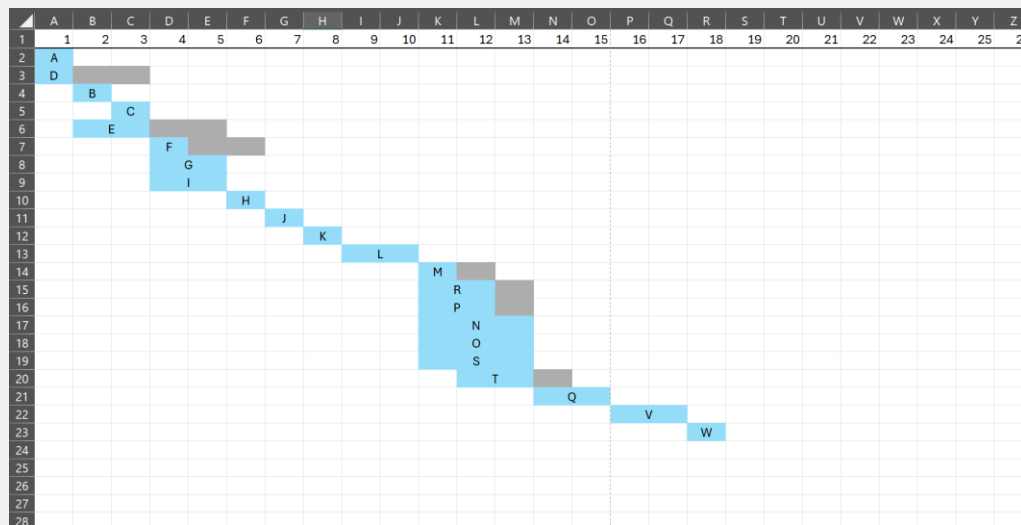 A B C D E F G H I J K L M N O P Q R S T U V W X Y Z
1 1 2 3 4 5 6 7 8 9 10 11 12 13 14 15 16 17 18 19 20 21 22 23 24 25 2
2 A
3 D
4 B
5 C
6 E
7 F
8 G
9 I
10 H
11 J
12 K
13 L
14 M
15 R
16 P
17 N
18 O
19 S
20 T
21 Q
22 V
23 W
24
25
26
27
28